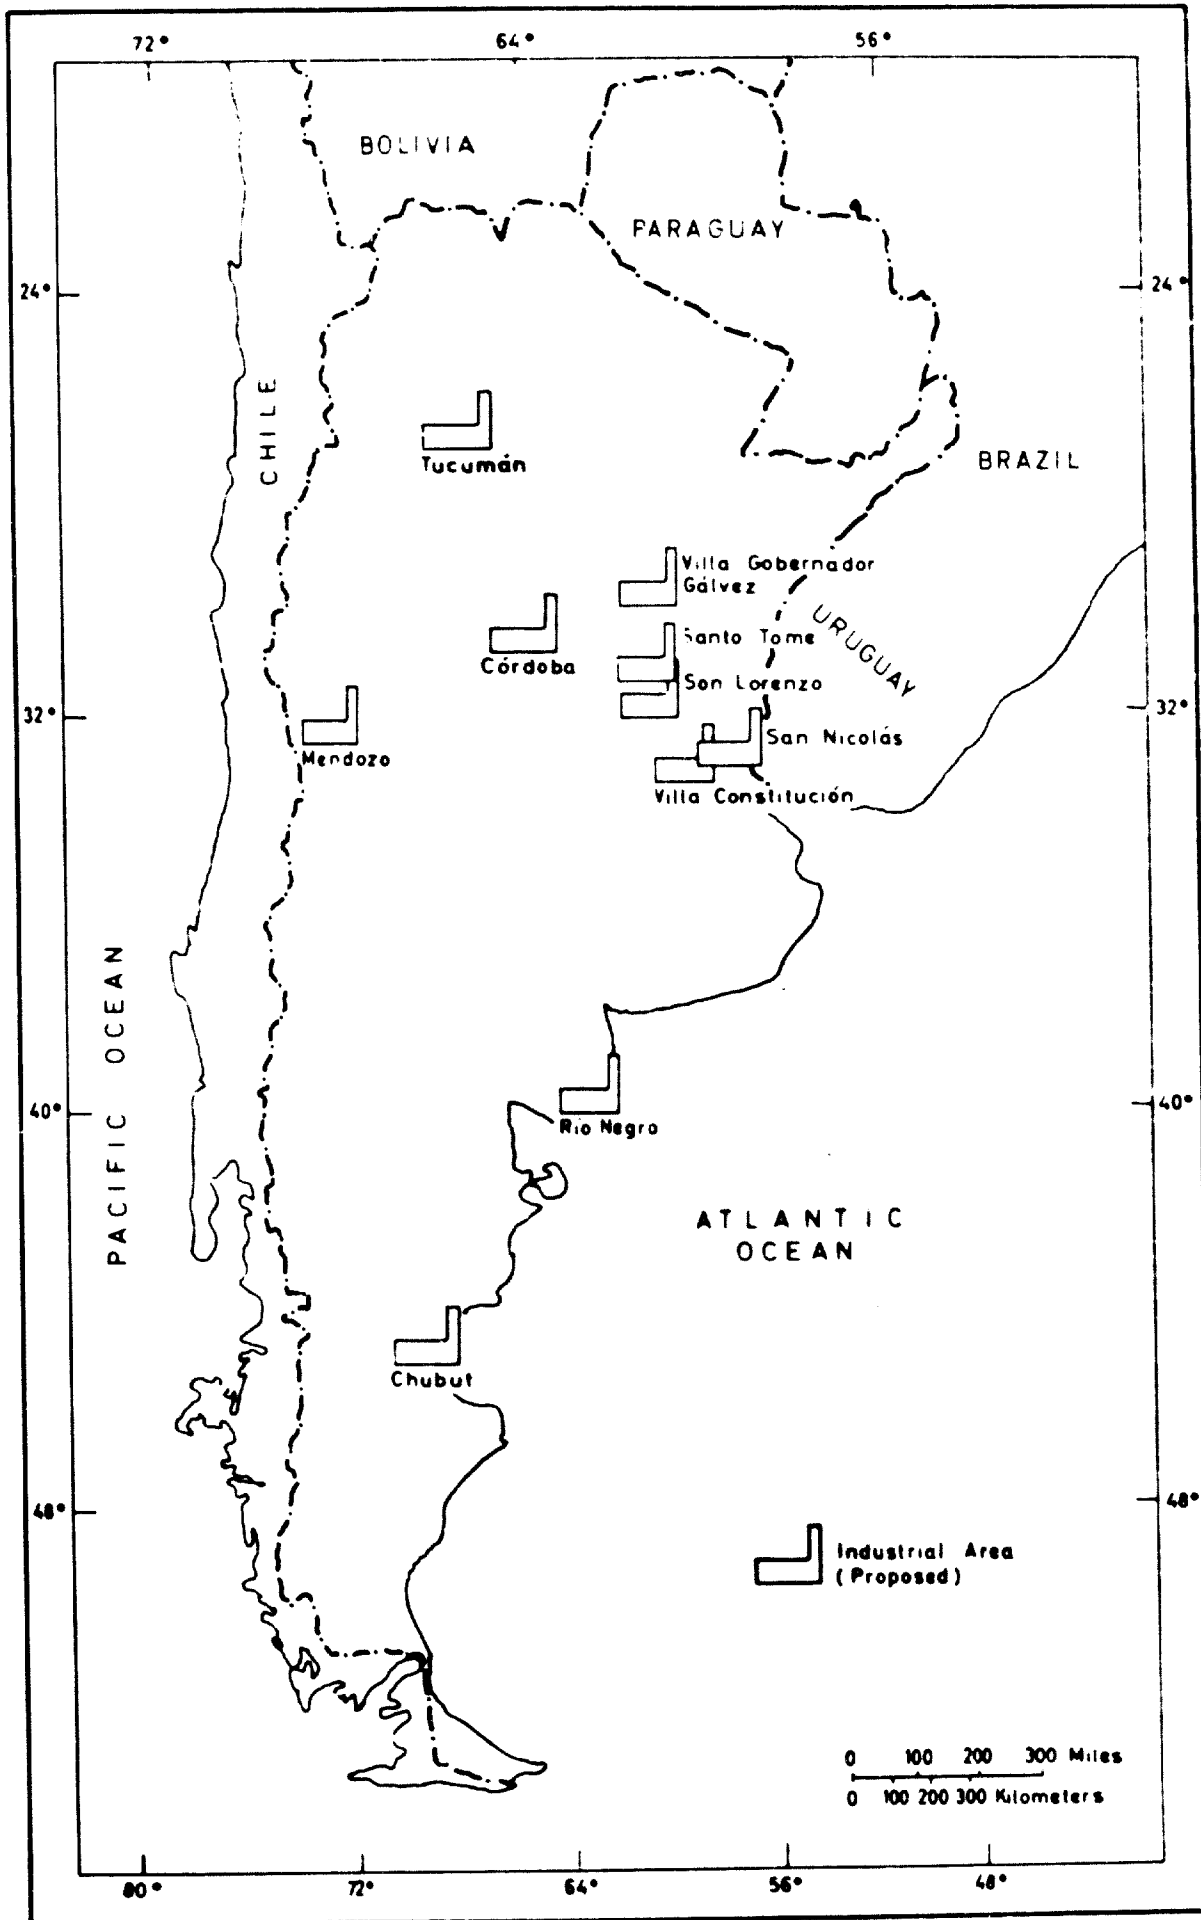 72° 64° 56°
BOLIVIA
PARAGUAY
24° 24°
CHILE
Tucumán
BRAZIL
Villa Gobernador
Gálvez
URUGUAY
Santo Tome
Córdoba
Son Lorenzo
32° 32°
San Nicolás
Mendozo
Villa Constitución
PACIFIC OCEAN
40° 40°
Rio Negro
ATLANTIC
OCEAN
Chubut
48° 48°
Industrial Area
(Proposed)
0 100 200 300 Miles
0 100 200 300 Kilometers
80° 72° 64° 56° 48°